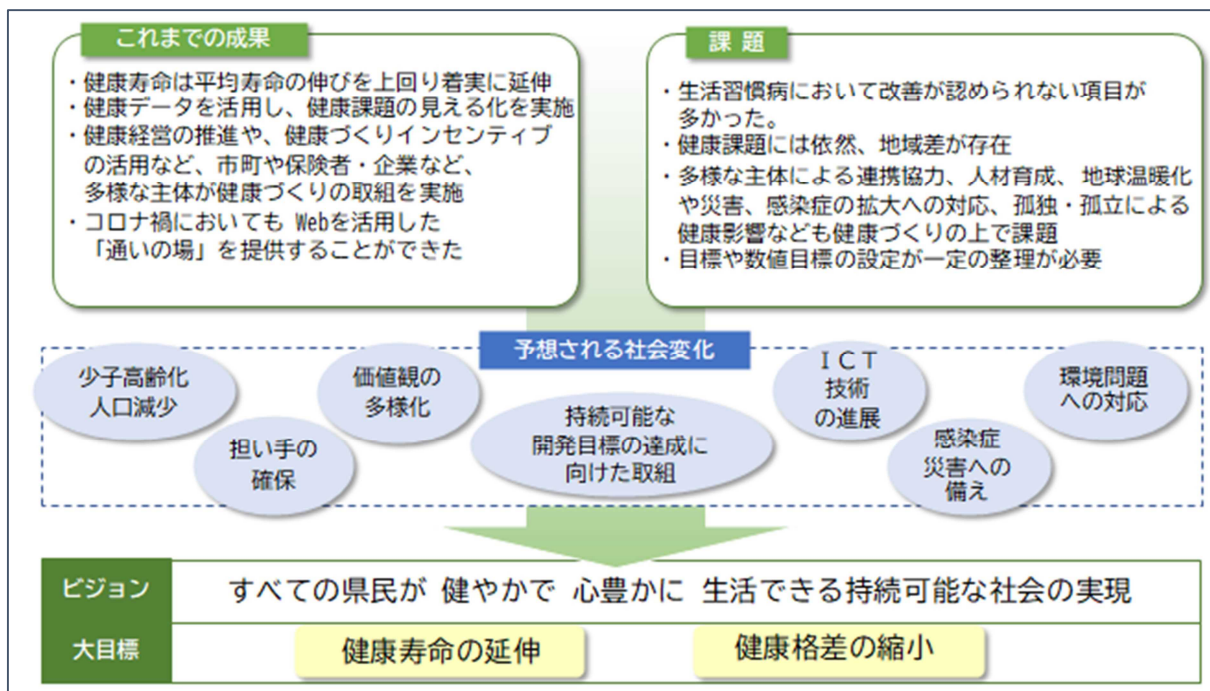 これまでの成果
・健康寿命は平均寿命の伸びを上回り着実に延伸
・健康データを活用し、健康課題の見える化を実施
・健康経営の推進や、健康づくりインセンティブ
の活用など、市町や保険者・企業など、
多様な主体が健康づくりの取組を実施
・コロナ禍においても Webを活用した
「通いの場」を提供することができた
課 題
・生活習慣病において改善が認められない項目が
多かった。
・健康課題には依然、地域差が存在
・多様な主体による連携協力、人材育成、 地球温暖化
や災害、感染症の拡大への対応、孤独・孤立による
健康影響なども健康づくりの上で課題
・目標や数値目標の設定が一定の整理が必要
予想される社会変化
少子高齢化
人口減少
担い手の
確保
価値観の
多様化
持続可能な
開発目標の達成に
向けた取組
ＩＣＴ
技術
の進展
感染症
災害への
備え
環境問題
への対応
ビジョン
すべての県民が 健やかで 心豊かに 生活できる持続可能な社会の実現
大目標
健康寿命の延伸
健康格差の縮小